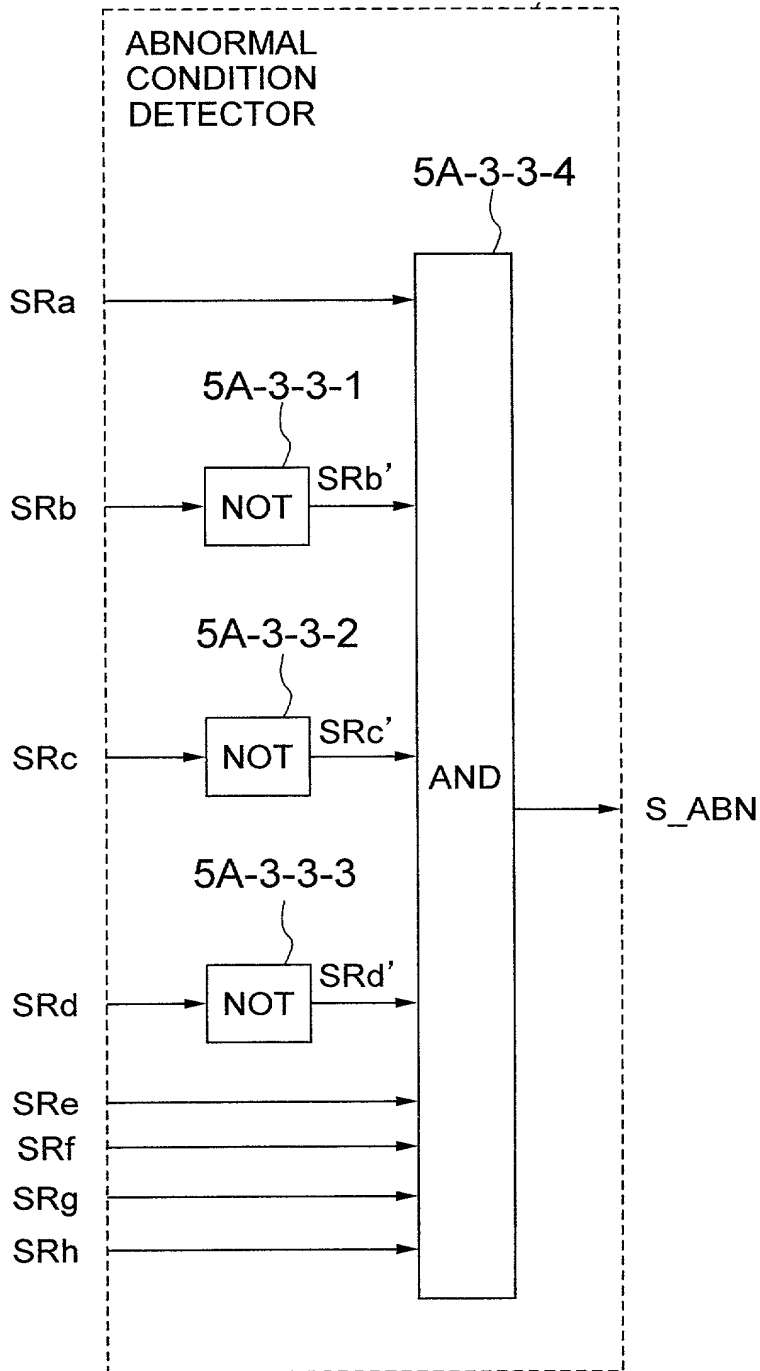 ABNORMAL
CONDITION
DETECTOR
5A-3-3-4
SRa
5A-3-3-1
SRb
NOT
SRb’
5A-3-3-2
SRc
NOT
SRc’
AND
S_ABN
5A-3-3-3
SRd
NOT
SRd’
SRe
SRf
SRg
SRh